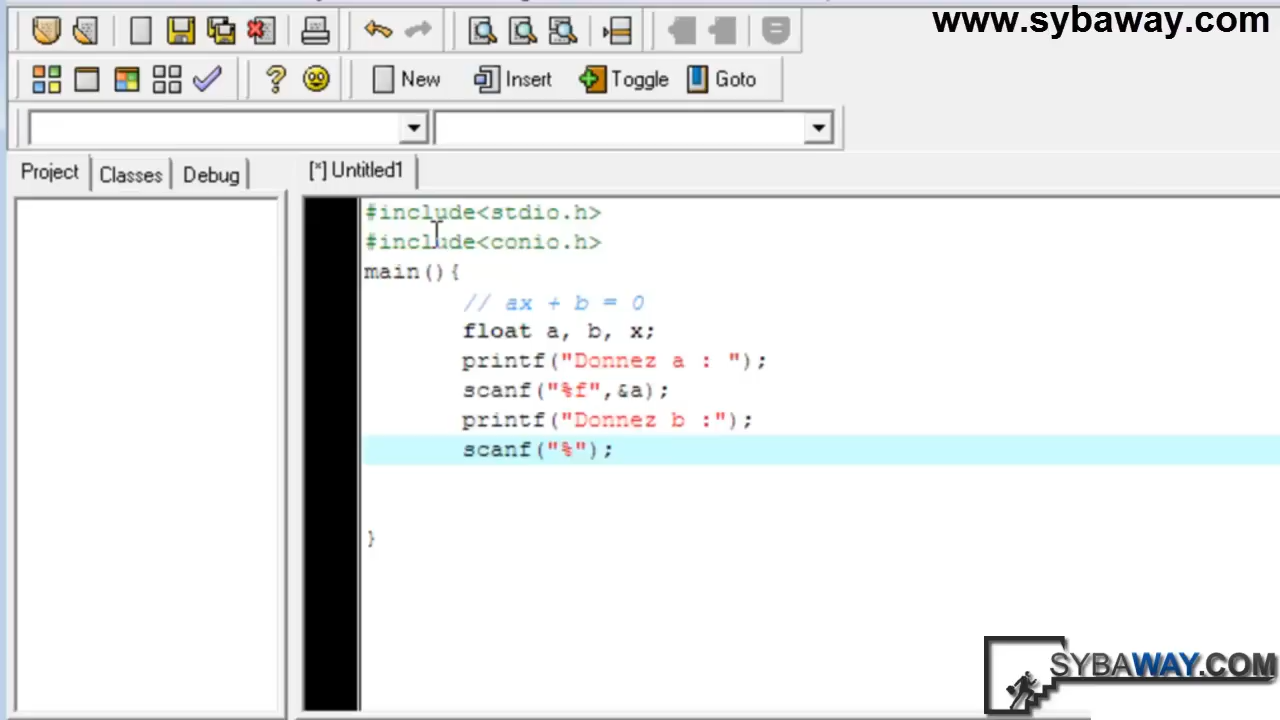 www.sybaway.com
New Insert Toggle Goto
Project Classes Debug [*] Untitled1
#include<stdio.h>
#include<conio.h>
main(){
// ax + b = 0
float a, b, x;
printf("Donnez a : ");
scanf("%f",&a);
printf("Donnez b :");
scanf("%");
}
SYBAWAY.COM